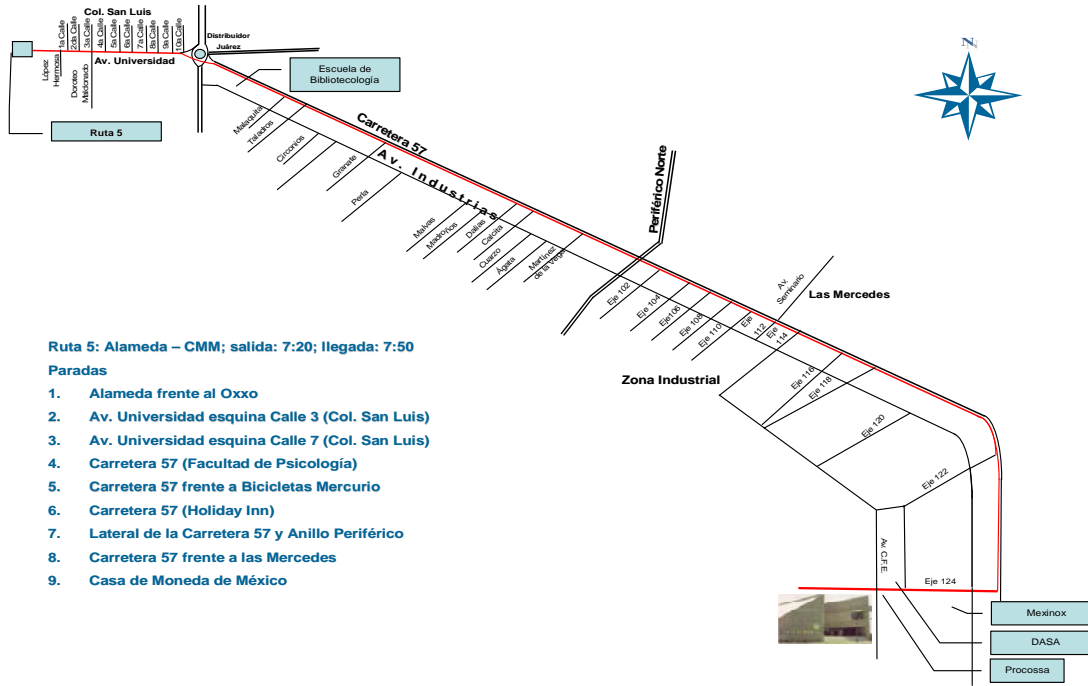 Col. San Luis
1a Calle
2da Calle
3a Calle
4a Calle
5a Calle
6a Calle
7a Calle
8a Calle
9a Calle
10a Calle
Distribuidor
Juárez
López
Hermosa
Doroteo
Maldonado
Av. Universidad
Ruta 5
Escuela de
Bibliotecología
N
Carretera 57
Av. Industrias
Malaquita
Taladros
Circonios
Granate
Perla
Malvas
Madroños
Dalias
Calcita
Cuarzo
Ágata
Martínez
de la Vega
Periférico Norte
Eje 102
Eje 104
Eje106
Eje 108
Eje 110
Eje
112
Eje
114
Av.
Seminario
Las Mercedes
Zona Industrial
Eje 116
Eje 118
Eje 120
Eje 122
Av. C.F.E.
Eje 124
Mexinox
DASA
Procossa
Ruta 5: Alameda – CMM; salida: 7:20; llegada: 7:50
Paradas
1. Alameda frente al Oxxo
2. Av. Universidad esquina Calle 3 (Col. San Luis)
3. Av. Universidad esquina Calle 7 (Col. San Luis)
4. Carretera 57 (Facultad de Psicología)
5. Carretera 57 frente a Bicicletas Mercurio
6. Carretera 57 (Holiday Inn)
7. Lateral de la Carretera 57 y Anillo Periférico
8. Carretera 57 frente a las Mercedes
9. Casa de Moneda de México